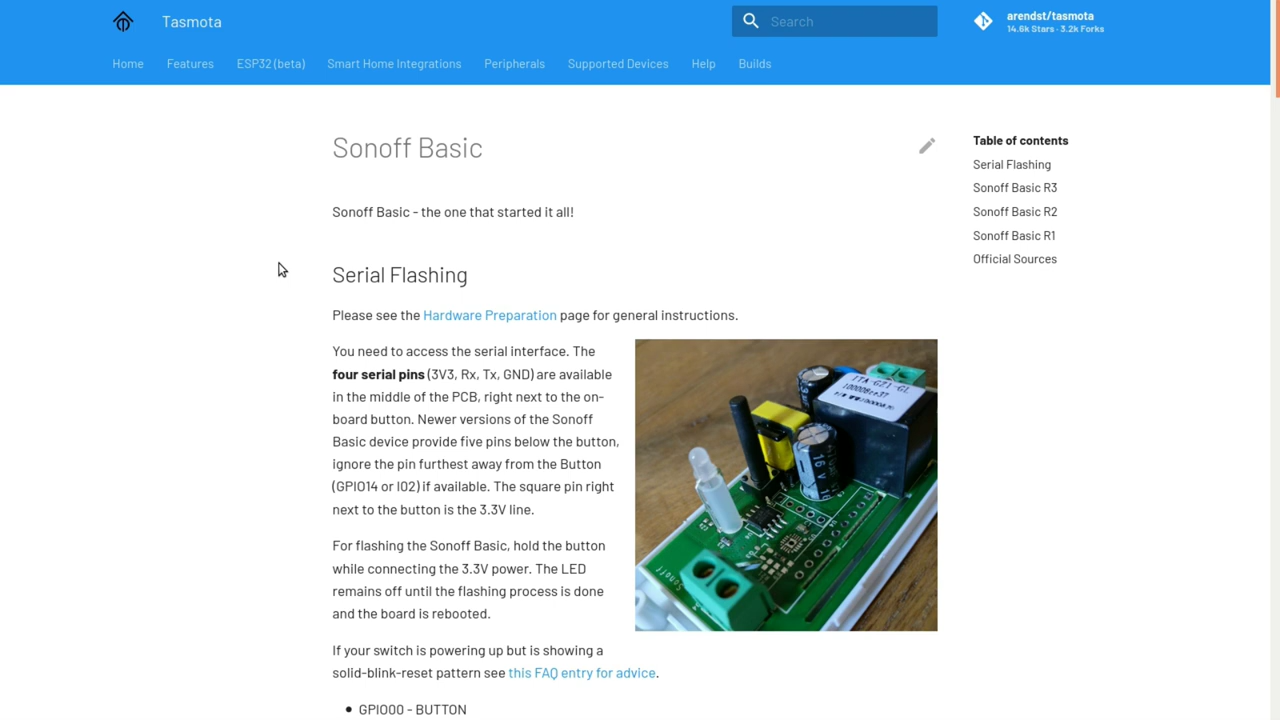 Tasmota
Search
arendst/tasmota
14.6k Stars · 3.2k Forks
Home Features ESP32 (beta) Smart Home Integrations Peripherals Supported Devices Help Builds
Sonoff Basic
Sonoff Basic - the one that started it all!
Serial Flashing
Please see the Hardware Preparation page for general instructions.
You need to access the serial interface. The
four serial pins (3V3, Rx, Tx, GND) are available
in the middle of the PCB, right next to the on-
board button. Newer versions of the Sonoff
Basic device provide five pins below the button,
ignore the pin furthest away from the Button
(GPIO14 or IO2) if available. The square pin right
next to the button is the 3.3V line.
For flashing the Sonoff Basic, hold the button
while connecting the 3.3V power. The LED
remains off until the flashing process is done
and the board is rebooted.
If your switch is powering up but is showing a
solid-blink-reset pattern see this FAQ entry for advice.
• GPIO00 - BUTTON
16 V
Sonoff
Table of contents
Serial Flashing
Sonoff Basic R3
Sonoff Basic R2
Sonoff Basic R1
Official Sources